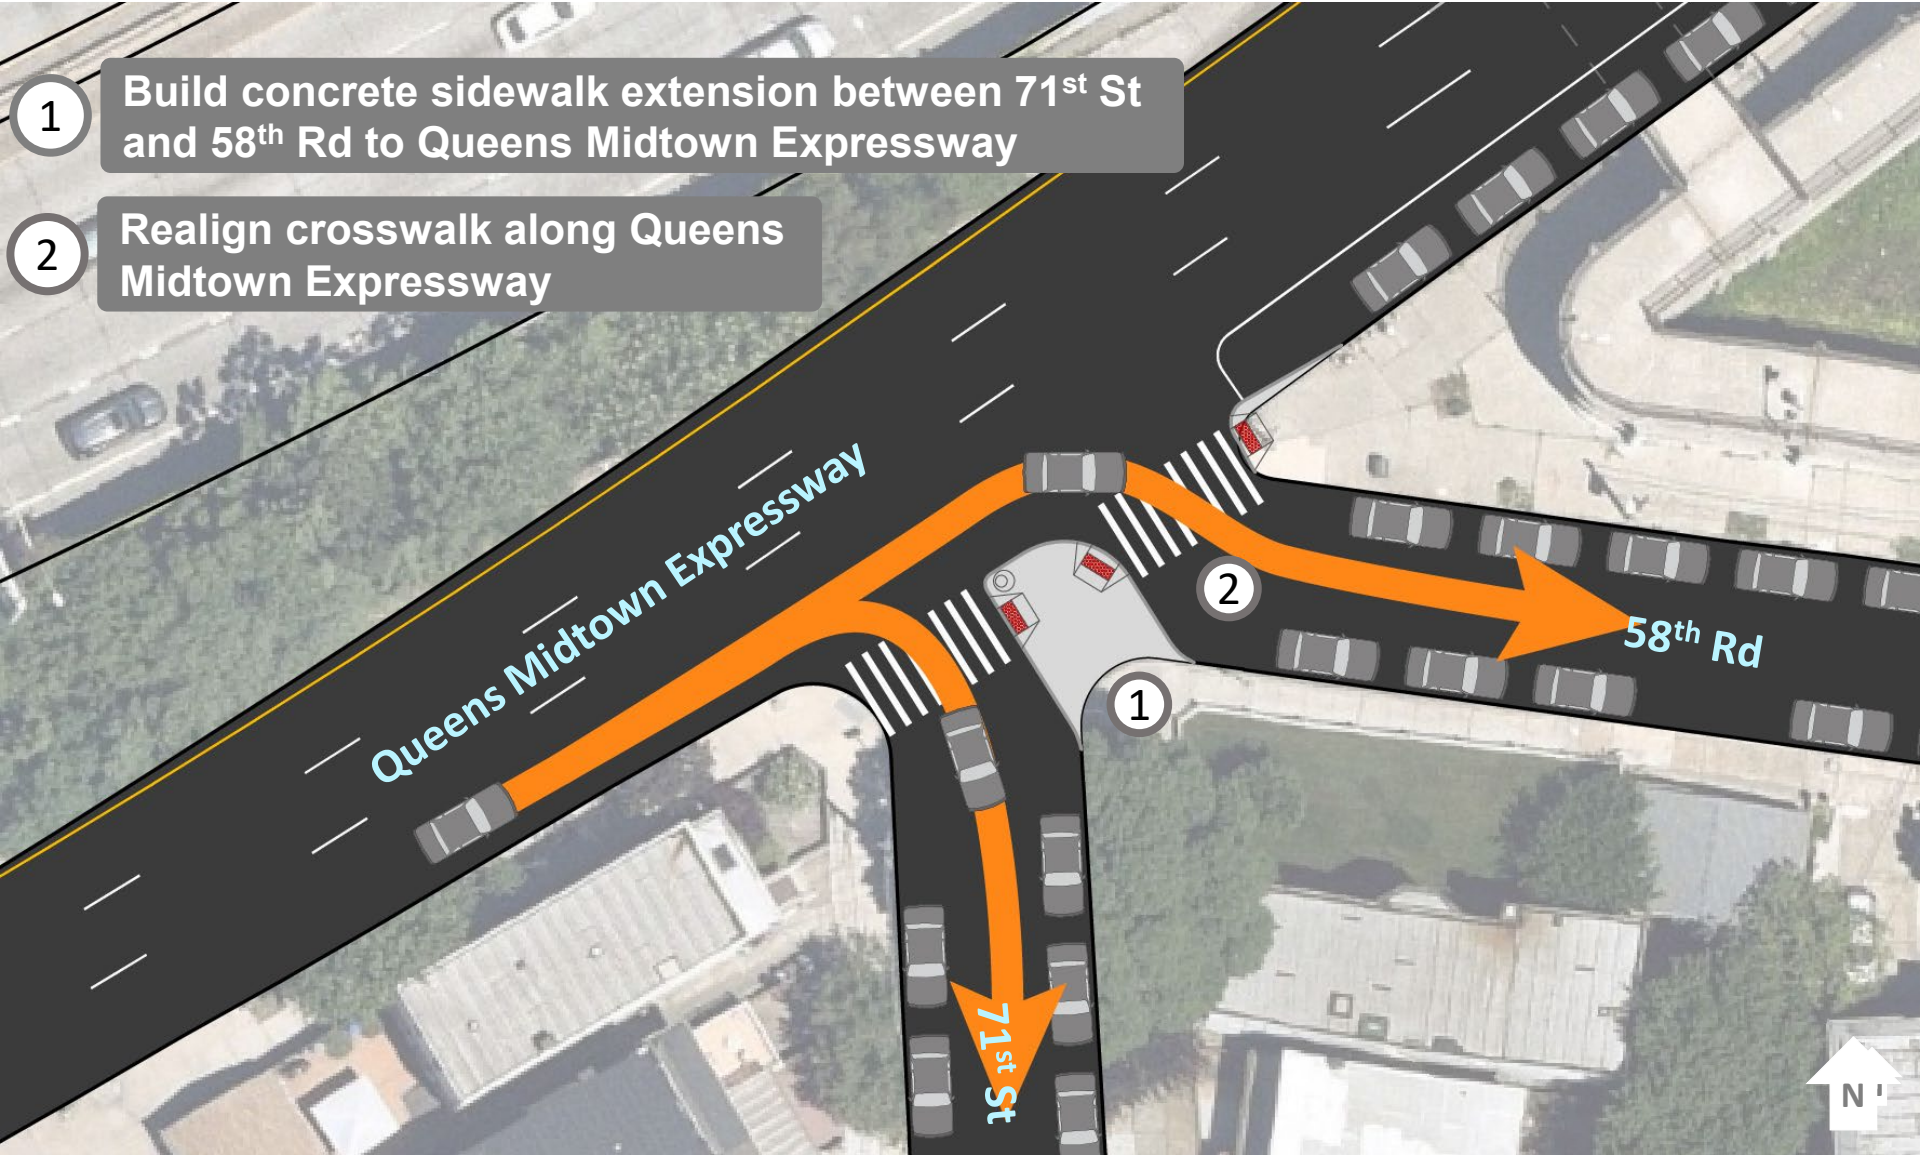 1
Build concrete sidewalk extension between 71st St
and 58th Rd to Queens Midtown Expressway
2
Realign crosswalk along Queens
Midtown Expressway
Queens Midtown Expressway
2
58th Rd
1
71st St
N